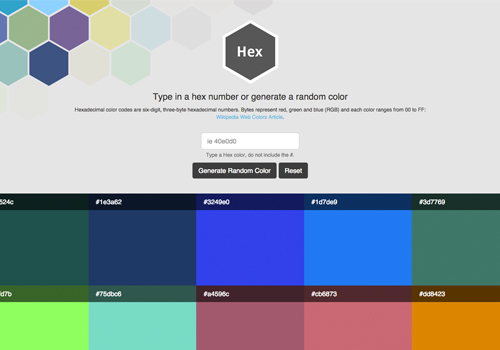 Hex
Type in a hex number or generate a random color
Hexadecimal color codes are six-digit, three-byte hexadecimal numbers. Bytes represent red, green and blue (RGB) and each color ranges from 00 to FF:
Wikipedia Web Colors Article.
ie 40e0d0
Type a Hex color, do not include the #.
Generate Random Color Reset
524c #1e3a62 #3249e0 #1d7de9 #3d7769
fd7b #75dbc6 #a4596c #cb6873 #dd8423